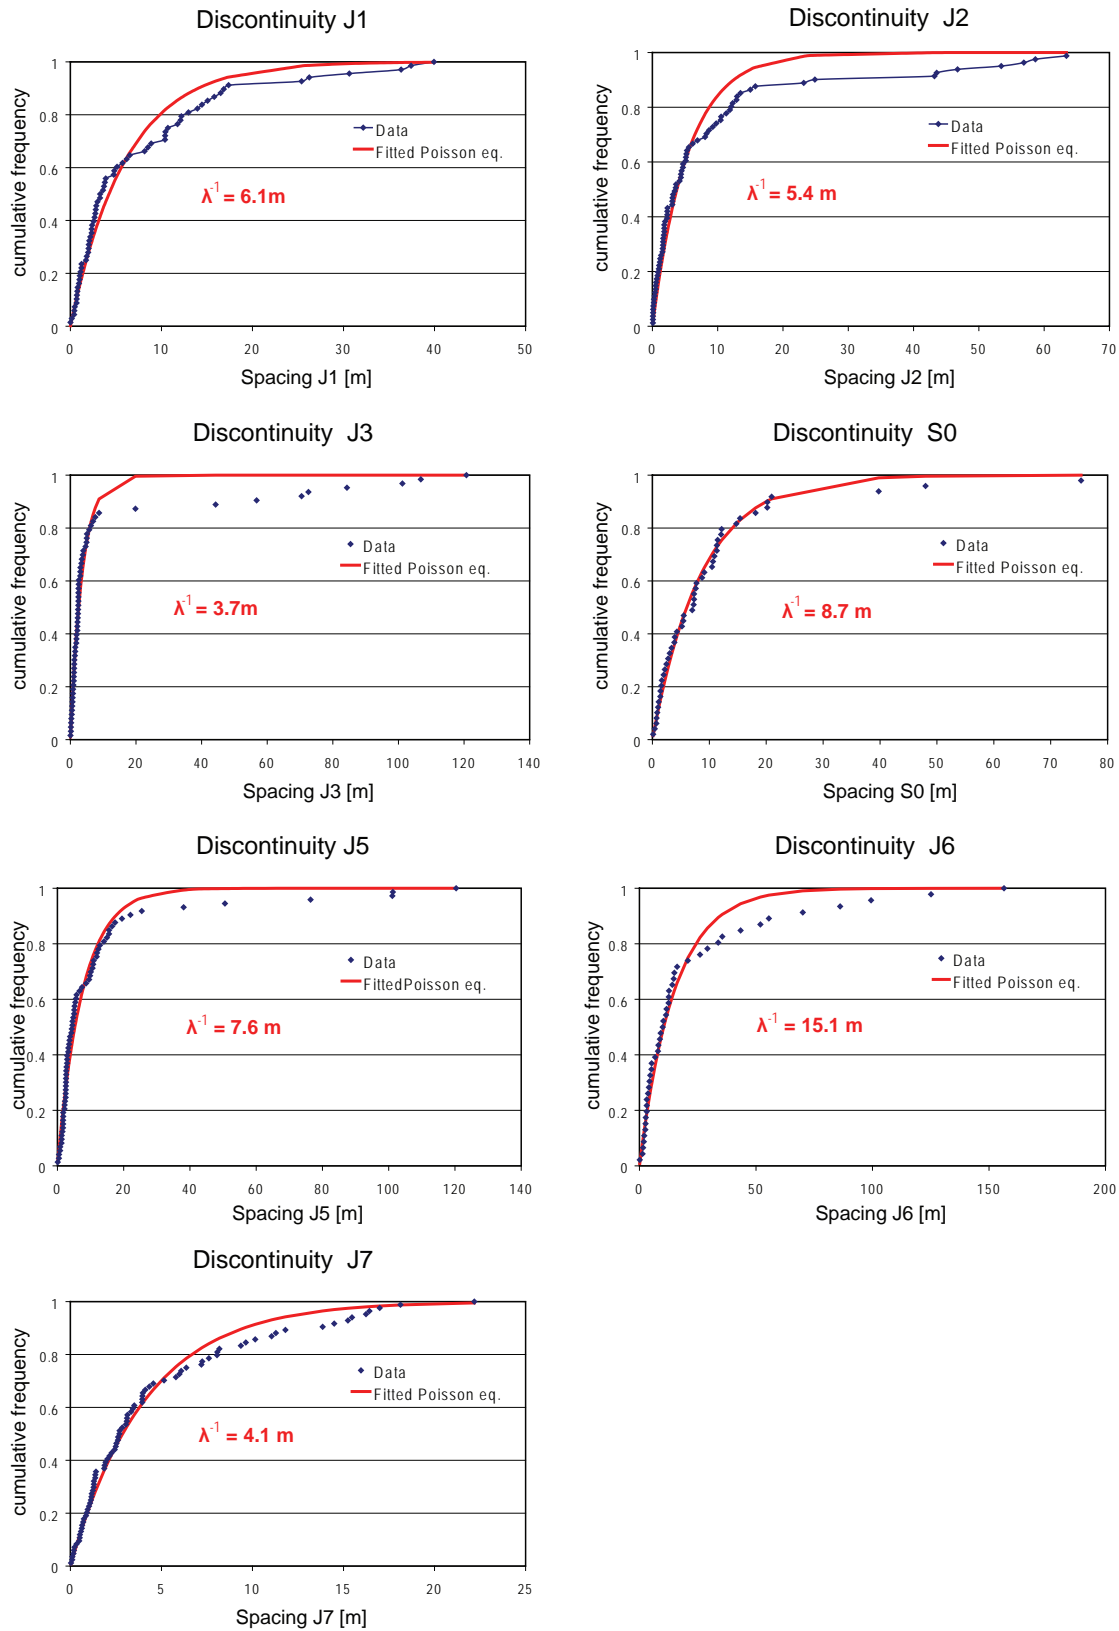 Discontinuity J1
cumulative frequency
1
0.8
0.6
0.4
0.2
0
Data
Fitted Poisson eq.
λ-1 = 6.1m
0 10 20 30 40 50
Spacing J1 [m]
Discontinuity J2
cumulative frequency
1
0.8
0.6
0.4
0.2
0
Data
Fitted Poisson eq.
λ-1 = 5.4 m
0 10 20 30 40 50 60 70
Spacing J2 [m]
Discontinuity J3
cumulative frequency
1
0.8
0.6
0.4
0.2
0
Data
Fitted Poisson eq.
λ-1 = 3.7m
0 20 40 60 80 100 120 140
Spacing J3 [m]
Discontinuity S0
cumulative frequency
1
0.8
0.6
0.4
0.2
0
Data
Fitted Poisson eq.
λ-1 = 8.7 m
0 10 20 30 40 50 60 70 80
Spacing S0 [m]
Discontinuity J5
cumulative frequency
1
0.8
0.6
0.4
0.2
0
Data
FittedPoisson eq.
λ-1 = 7.6 m
0 20 40 60 80 100 120 140
Spacing J5 [m]
Discontinuity J6
cumulative frequency
1
0.8
0.6
0.4
0.2
0
Data
Fitted Poisson eq.
λ-1 = 15.1 m
0 50 100 150 200
Spacing J6 [m]
Discontinuity J7
cumulative frequency
1
0.8
0.6
0.4
0.2
0
Data
Fitted Poisson eq.
λ-1 = 4.1 m
0 5 10 15 20 25
Spacing J7 [m]